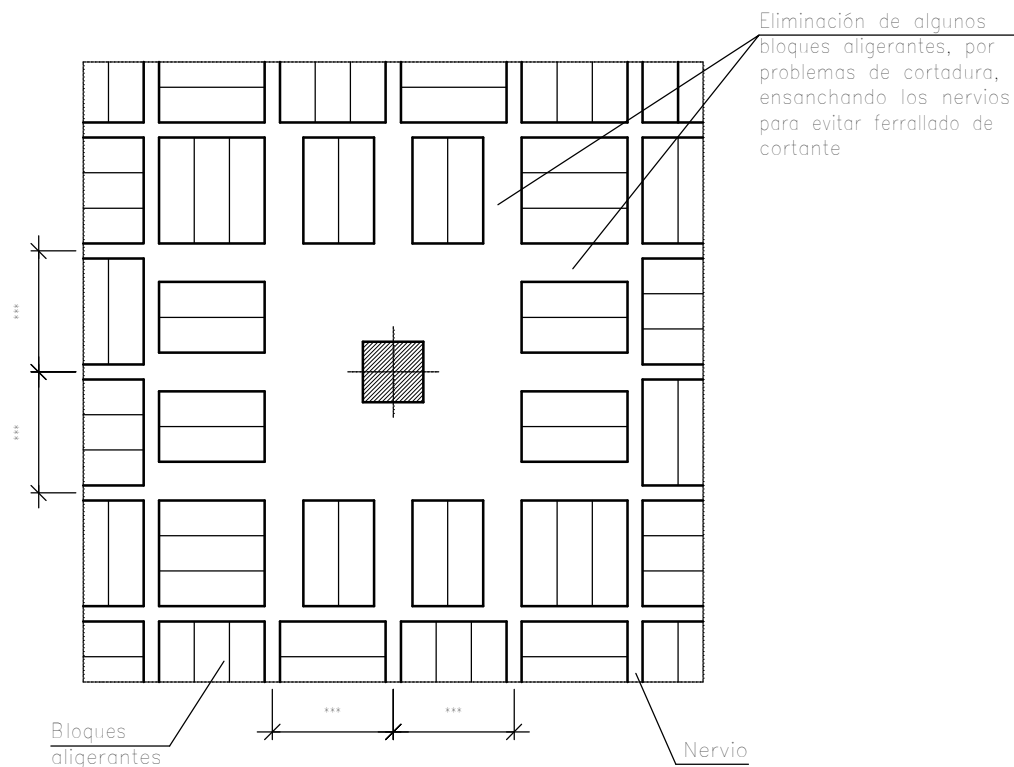 Eliminación de algunos
bloques aligerantes, por
problemas de cortadura,
ensanchando los nervios
para evitar ferrallado de
cortante
***
***
***
***
Bloques
aligerantes
Nervio